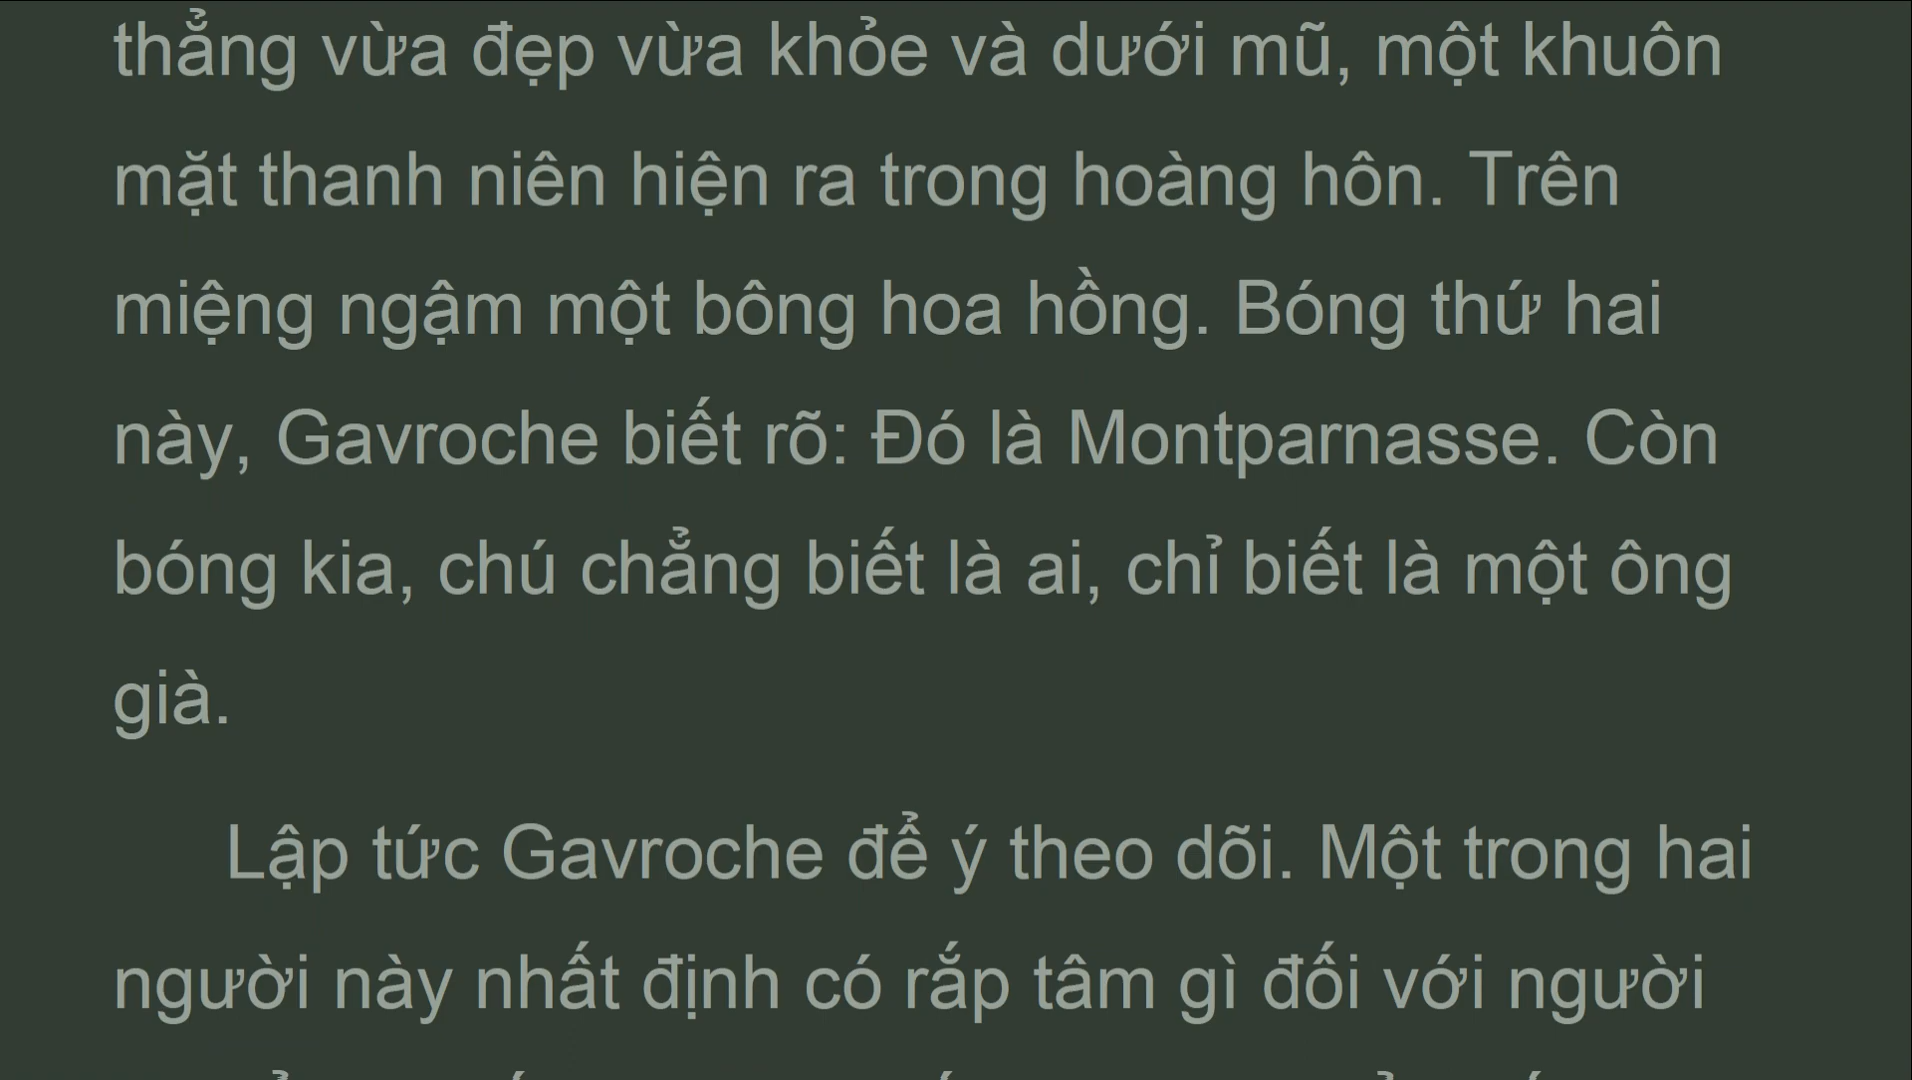 thẳng vừa đẹp vừa khỏe và dưới mũ, một khuôn
mặt thanh niên hiện ra trong hoàng hôn. Trên
miệng ngậm một bông hoa hồng. Bóng thứ hai
này, Gavroche biết rõ: Đó là Montparnasse. Còn
bóng kia, chú chẳng biết là ai, chỉ biết là một ông
già.
Lập tức Gavroche để ý theo dõi. Một trong hai
người này nhất định có rắp tâm gì đối với người